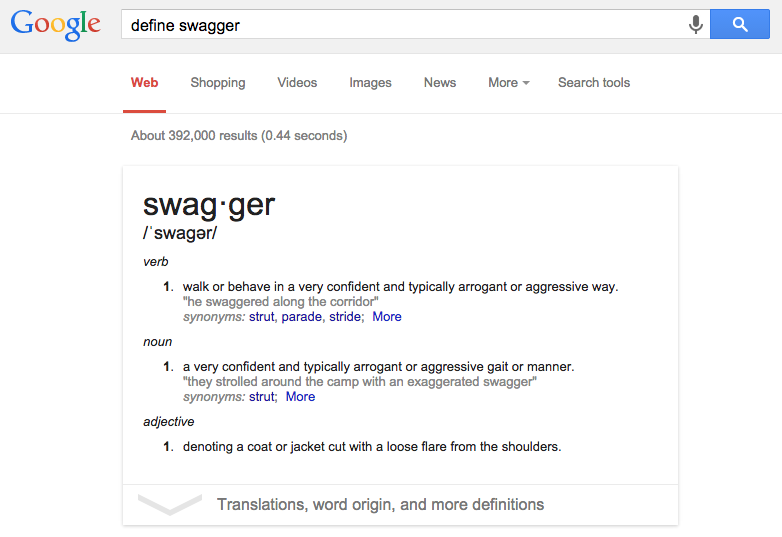 Google
define swagger
Web Shopping Videos Images News More Search tools
About 392,000 results (0.44 seconds)
swag·ger
/ˈswaɡər/
verb
1. walk or behave in a very confident and typically arrogant or aggressive way.
"he swaggered along the corridor"
synonyms: strut, parade, stride; More
noun
1. a very confident and typically arrogant or aggressive gait or manner.
"they strolled around the camp with an exaggerated swagger"
synonyms: strut; More
adjective
1. denoting a coat or jacket cut with a loose flare from the shoulders.
Translations, word origin, and more definitions